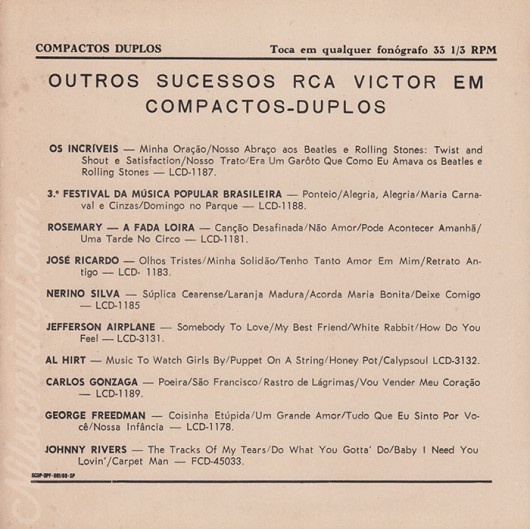 COMPACTOS DUPLOS Toca em qualquer fonógrafo 33 1/3 RPM
OUTROS SUCESSOS RCA VICTOR EM
COMPACTOS-DUPLOS
OS INCRÍVEIS — Minha Oração/Nosso Abraço aos Beatles e Rolling Stones: Twist and
Shout e Satisfaction/Nosso Trato/Era Um Garôto Que Como Eu Amava os Beatles e
Rolling Stones — LCD-1187.
3.º FESTIVAL DA MÚSICA POPULAR BRASILEIRA — Ponteio/Alegria, Alegria/Maria Carna-
val e Cinzas/Domingo no Parque — LCD-1188.
ROSEMARY — A FADA LOIRA — Canção Desafinada/Não Amor/Pode Acontecer Amanhã/
Uma Tarde No Circo — LCD-1181.
JOSÉ RICARDO — Olhos Tristes/Minha Solidão/Tenho Tanto Amor Em Mim/Retrato An-
tigo — LCD- 1183.
NERINO SILVA — Súplica Cearense/Laranja Madura/Acorda Maria Bonita/Deixe Comigo
— LCD-1185
JEFFERSON AIRPLANE — Somebody To Love/My Best Friend/White Rabbit/How Do You
Feel — LCD-3131.
AL HIRT — Music To Watch Girls By/Puppet On A String/Honey Pot/Calypsoul LCD-3132.
CARLOS GONZAGA — Poeira/São Francisco/Rastro de Lágrimas/Vou Vender Meu Coração
— LCD-1189.
GEORGE FREEDMAN — Coisinha Etúpida/Um Grande Amor/Tudo Que Eu Sinto Por Vo-
cê/Nossa Infância — LCD-1178.
JOHNNY RIVERS — The Tracks Of My Tears/Do What You Gotta' Do/Baby I Need You
Lovin'/Carpet Man — FCD-45033.